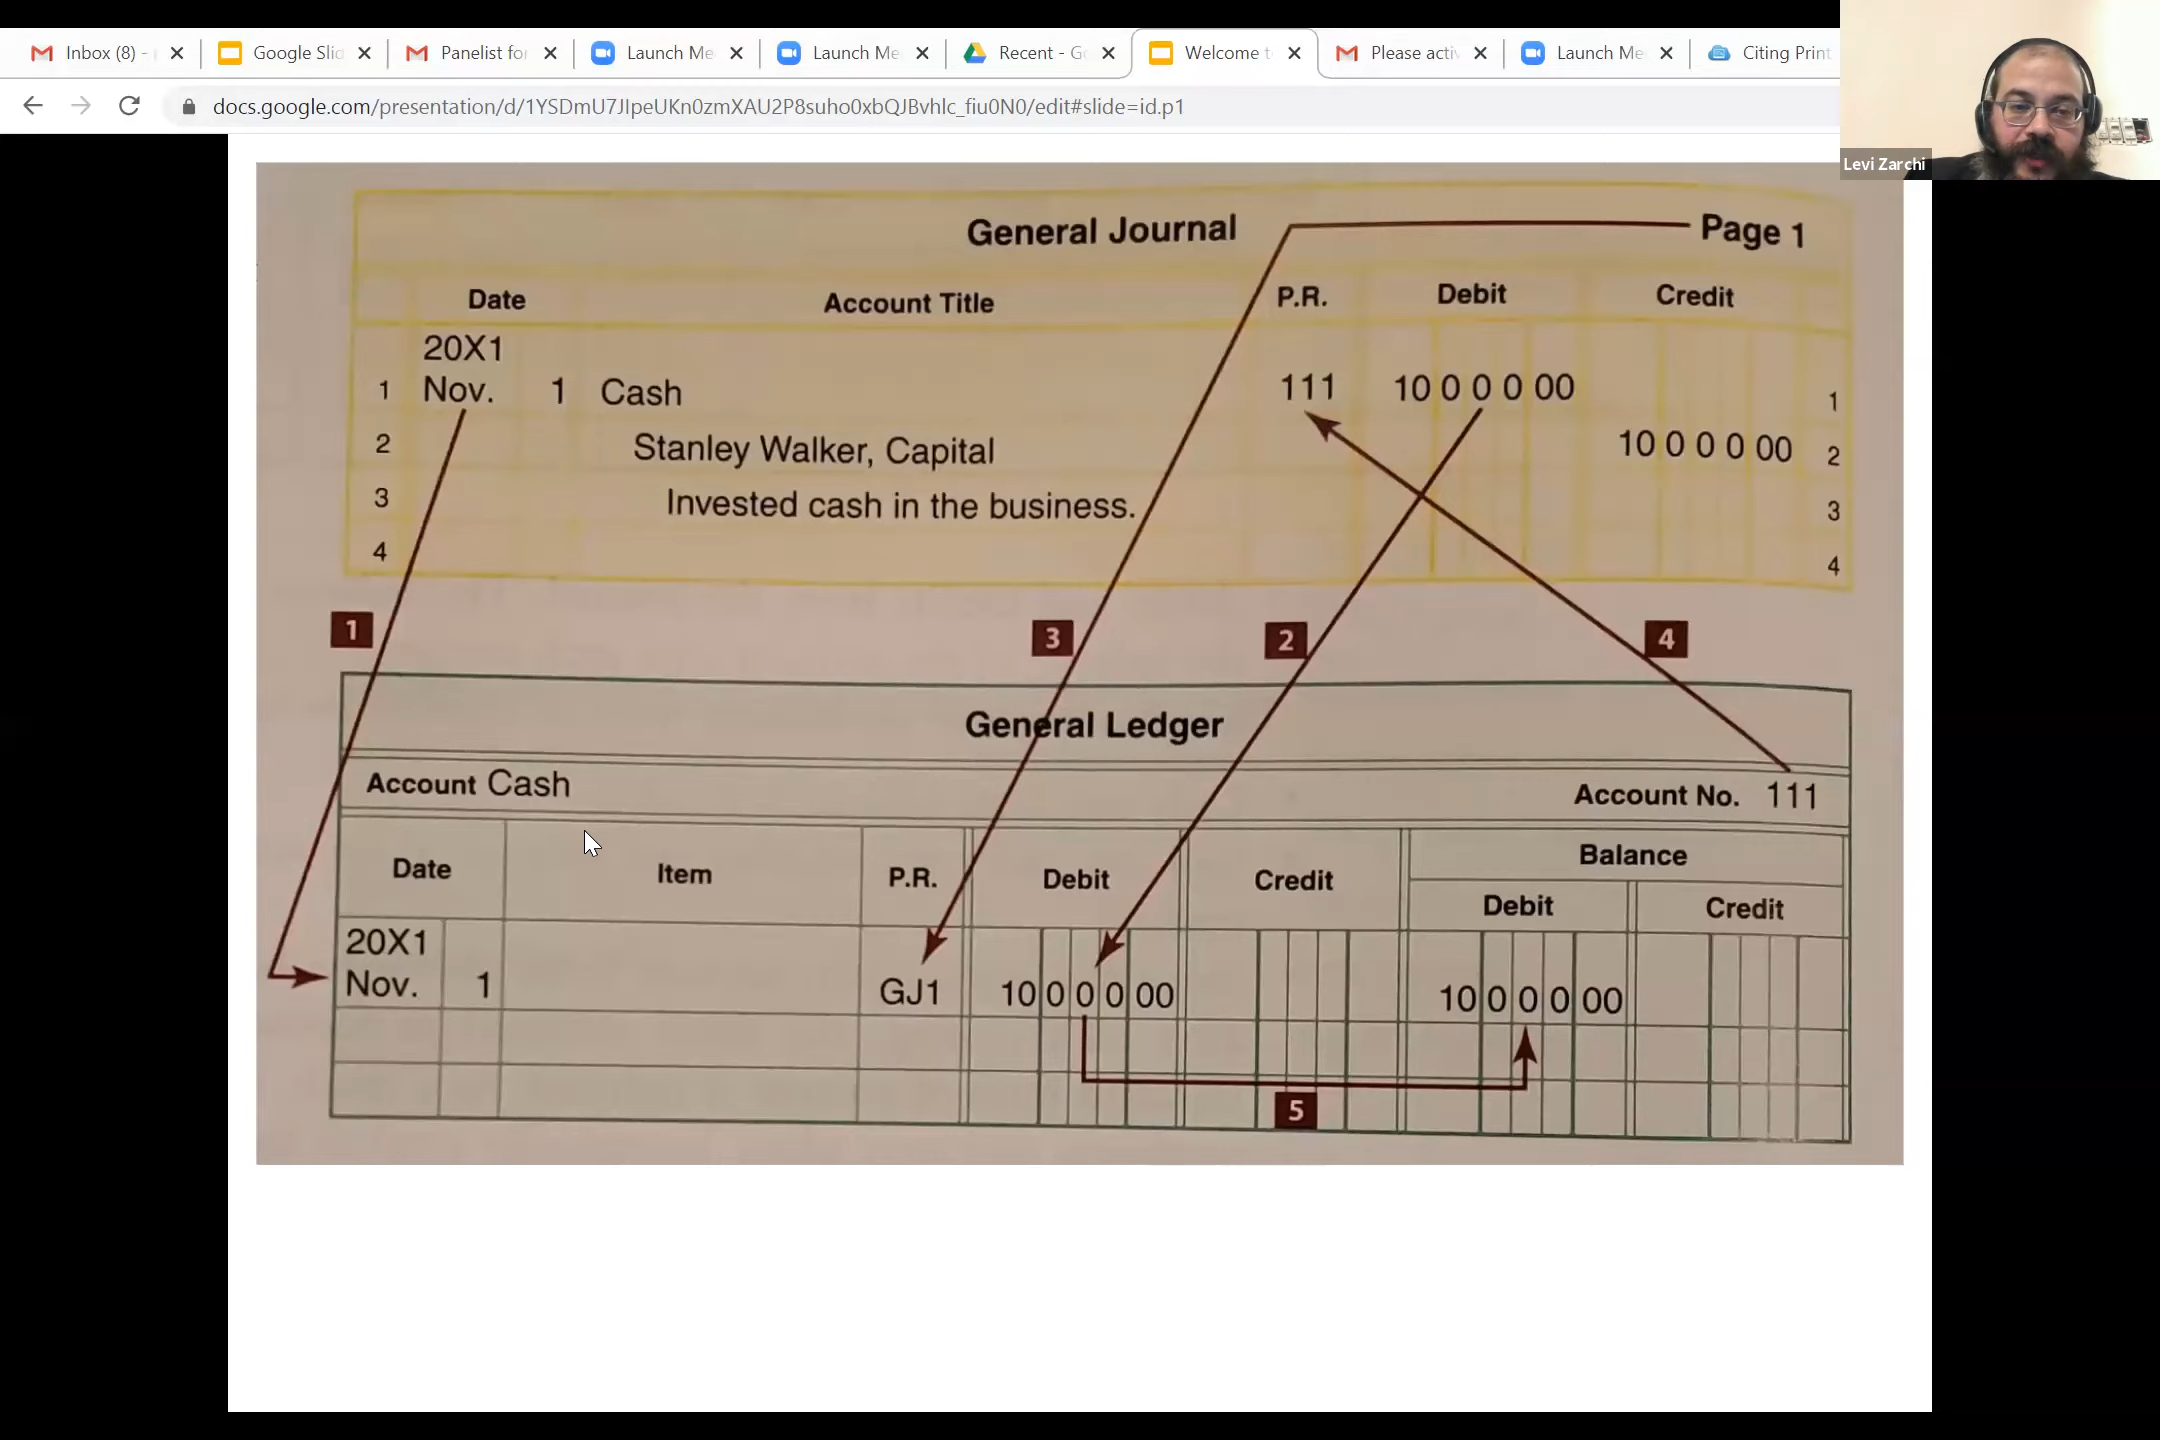 Inbox (8) -
Google Slid
Panelist for
Launch Me
Launch Me
Recent - Go
Welcome t
Please activ
Launch Me
Citing Print
docs.google.com/presentation/d/1YSDmU7JIpeUKn0zmXAU2P8suho0xbQJBvhlc_fiu0N0/edit#slide=id.p1
Levi Zarchi
General Journal Page 1
Date Account Title P.R. Debit Credit
20X1
1 Nov. 1 Cash 111 10 0 0 0 00 1
2 Stanley Walker, Capital 10 0 0 0 00 2
3 Invested cash in the business. 3
4 4
1 3 2 4
General Ledger
Account Cash Account No. 111
Date Item P.R. Debit Credit Balance
Debit Credit
20X1
Nov. 1 GJ1 10 0 0 0 00 10 0 0 0 00
5